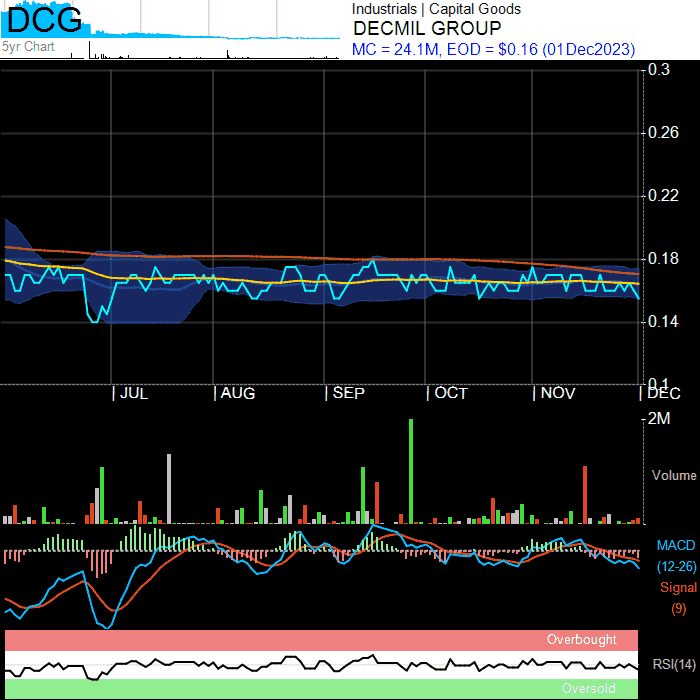 DCG
5yr Chart
Industrials | Capital Goods
DECMIL GROUP
MC = 24.1M, EOD = $0.16 (01Dec2023)
0.3
0.26
0.22
0.18
0.14
0.1
JUL
AUG
SEP
OCT
NOV
DEC
2M
Volume
MACD
(12-26)
Signal
(9)
Overbought
RSI(14)
Oversold